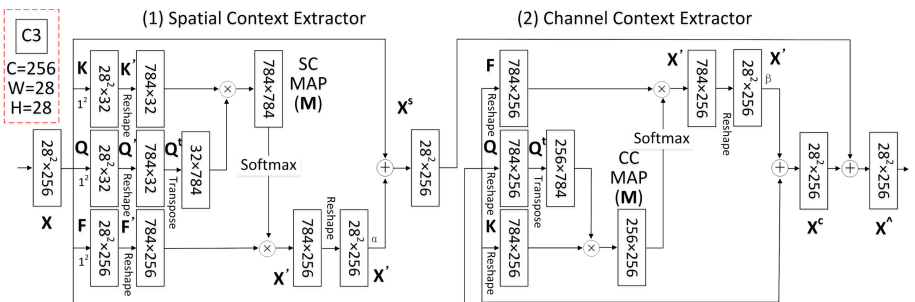 (1) Spatial Context Extractor
(2) Channel Context Extractor
C3
C=256
W=28
H=28
K
1²
28²×32
K'
Reshape
784×32
784×784
SC
MAP
(M)
Softmax
X
28²×256
Q
1²
28²×32
Q'
Reshape
784×32
Q^t
Transpose
32×784
F
1²
28²×256
F'
Reshape
784×256
X'
784×256
Reshape
28²×256
α
X'
X^s
28²×256
F
Reshape
784×256
Q
Reshape
784×256
Q^t
Transpose
256×784
K
Reshape
784×256
CC
MAP
(M)
256×256
Softmax
X'
784×256
Reshape
28²×256
X'
β
28²×256
X^c
28²×256
X^